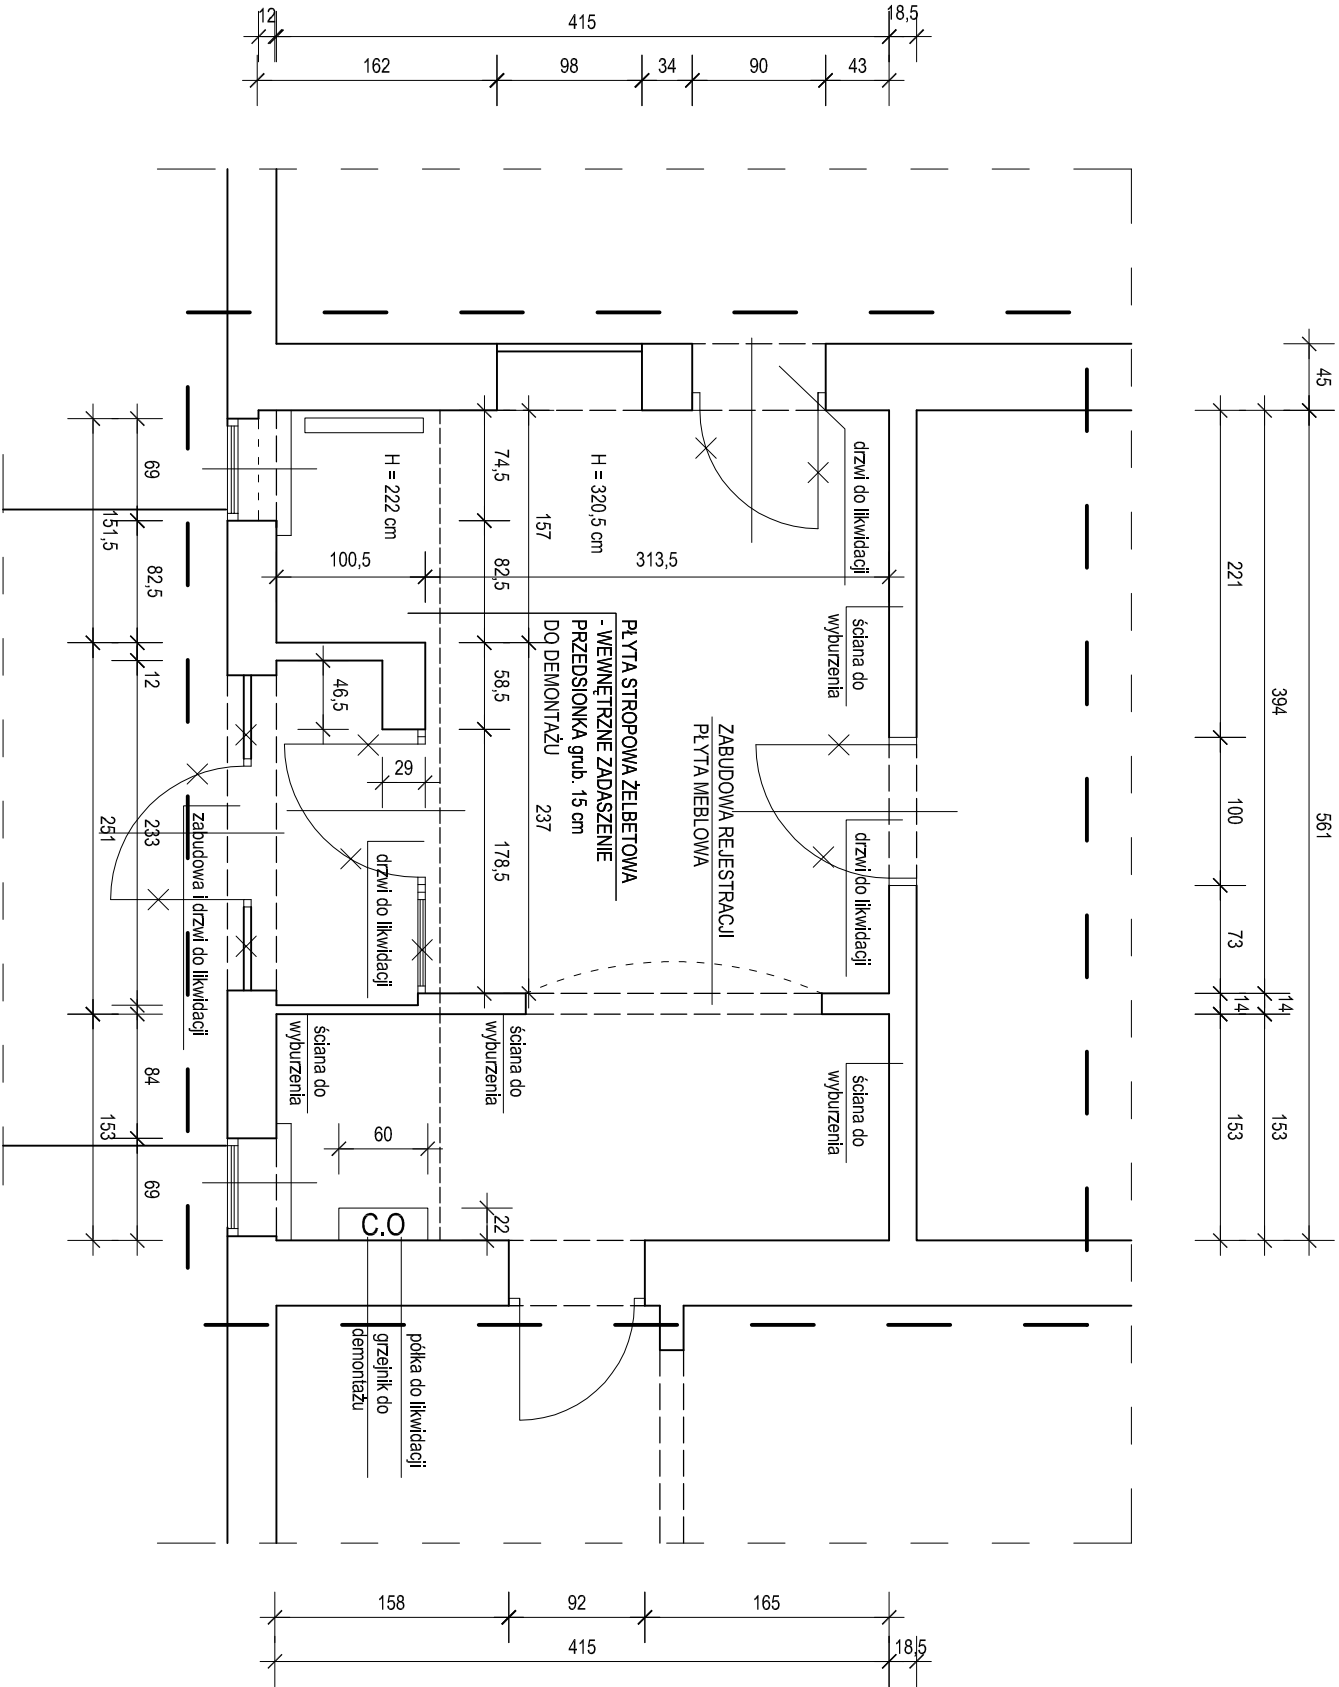 12
415
18,5
162
98
34
90
43
45
561
394
14
153
221
100
73
14
153
drzwi do likwidacji
H = 320,5 cm
H = 222 cm
74,5
157
82,5
58,5
237
178,5
100,5
313,5
69
151,5
82,5
12
233
251
84
153
69
46,5
29
ściana do
wyburzenia
PŁYTA STROPOWA ŻELBETOWA
- WEWNĘTRZNE ZADASZENIE
PRZEDSIONKA grub. 15 cm
DO DEMONTAŻU
ZABUDOWA REJESTRACJI
PŁYTA MEBLOWA
drzwi do likwidacji
drzwi do likwidacji
zabudowa i drzwi do likwidacji
ściana do
wyburzenia
ściana do
wyburzenia
ściana do
wyburzenia
60
22
C.O
półka do likwidacji
grzejnik do
demontażu
158
92
165
415
18,5